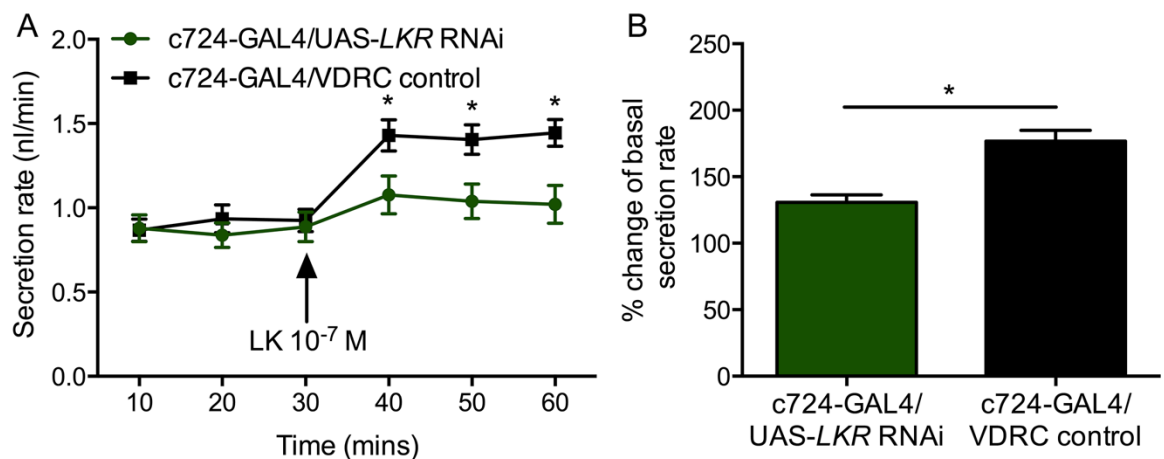 A
c724-GAL4/UAS-LKR RNAi
c724-GAL4/VDRC control
Secretion rate (nl/min)
2.0
1.5
1.0
0.5
0.0
* * *
LK 10⁻⁷ M
10 20 30 40 50 60
Time (mins)
B
% change of basal
secretion rate
250
200
150
100
50
0
*
c724-GAL4/
UAS-LKR RNAi
c724-GAL4/
VDRC control